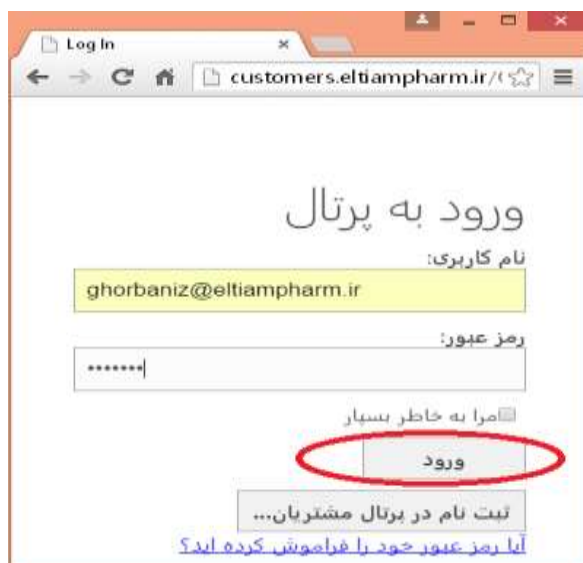 Log In
customers.eltiampharm.ir/
ورود به پرتال
نام کاربری:
ghorbaniz@eltiampharm.ir
رمز عبور:
•••••••
مرا به خاطر بسپار
ورود
ثبت نام در پرتال مشتریان...
آیا رمز عبور خود را فراموش کرده اید؟